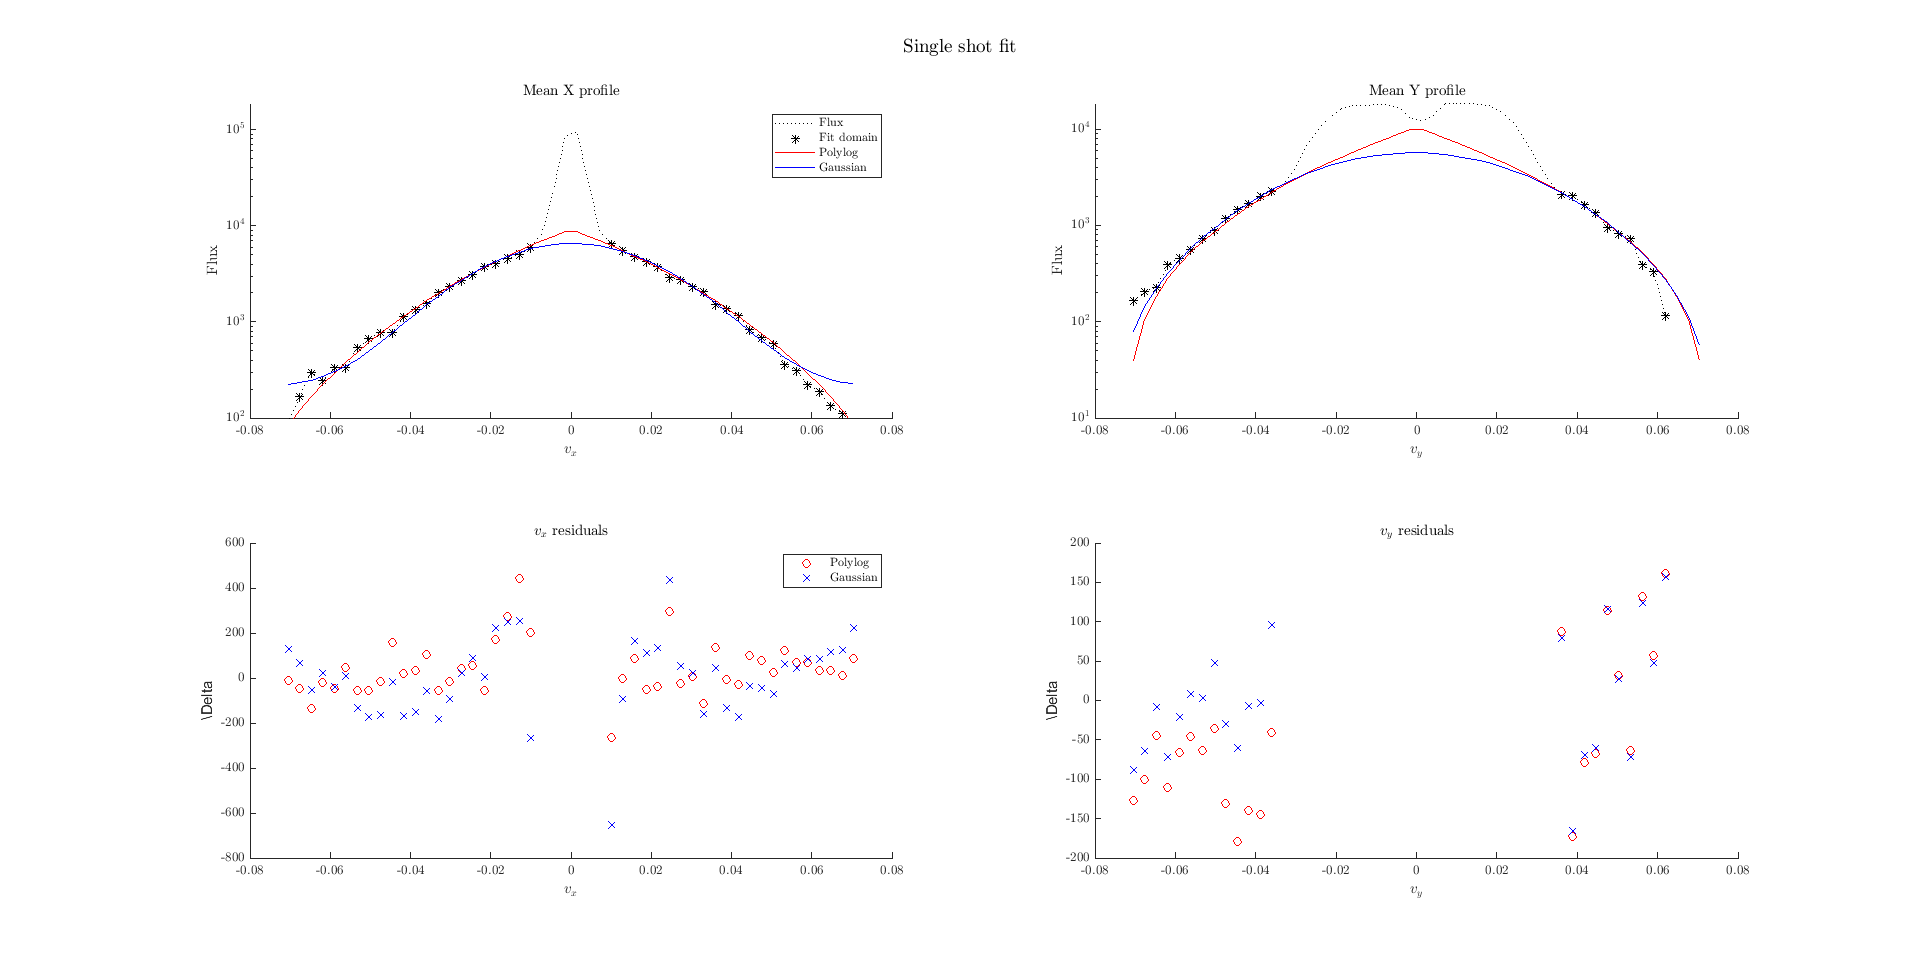 Single shot fit
Mean X profile
Flux
10^5
10^4
10^3
10^2
-0.08 -0.06 -0.04 -0.02 0 0.02 0.04 0.06 0.08
v_x
Flux
Fit domain
Polylog
Gaussian
Mean Y profile
Flux
10^4
10^3
10^2
10^1
-0.08 -0.06 -0.04 -0.02 0 0.02 0.04 0.06 0.08
v_y
v_x residuals
\Delta
600
400
200
0
-200
-400
-600
-800
-0.08 -0.06 -0.04 -0.02 0 0.02 0.04 0.06 0.08
v_x
Polylog
Gaussian
v_y residuals
\Delta
200
150
100
50
0
-50
-100
-150
-200
-0.08 -0.06 -0.04 -0.02 0 0.02 0.04 0.06 0.08
v_y